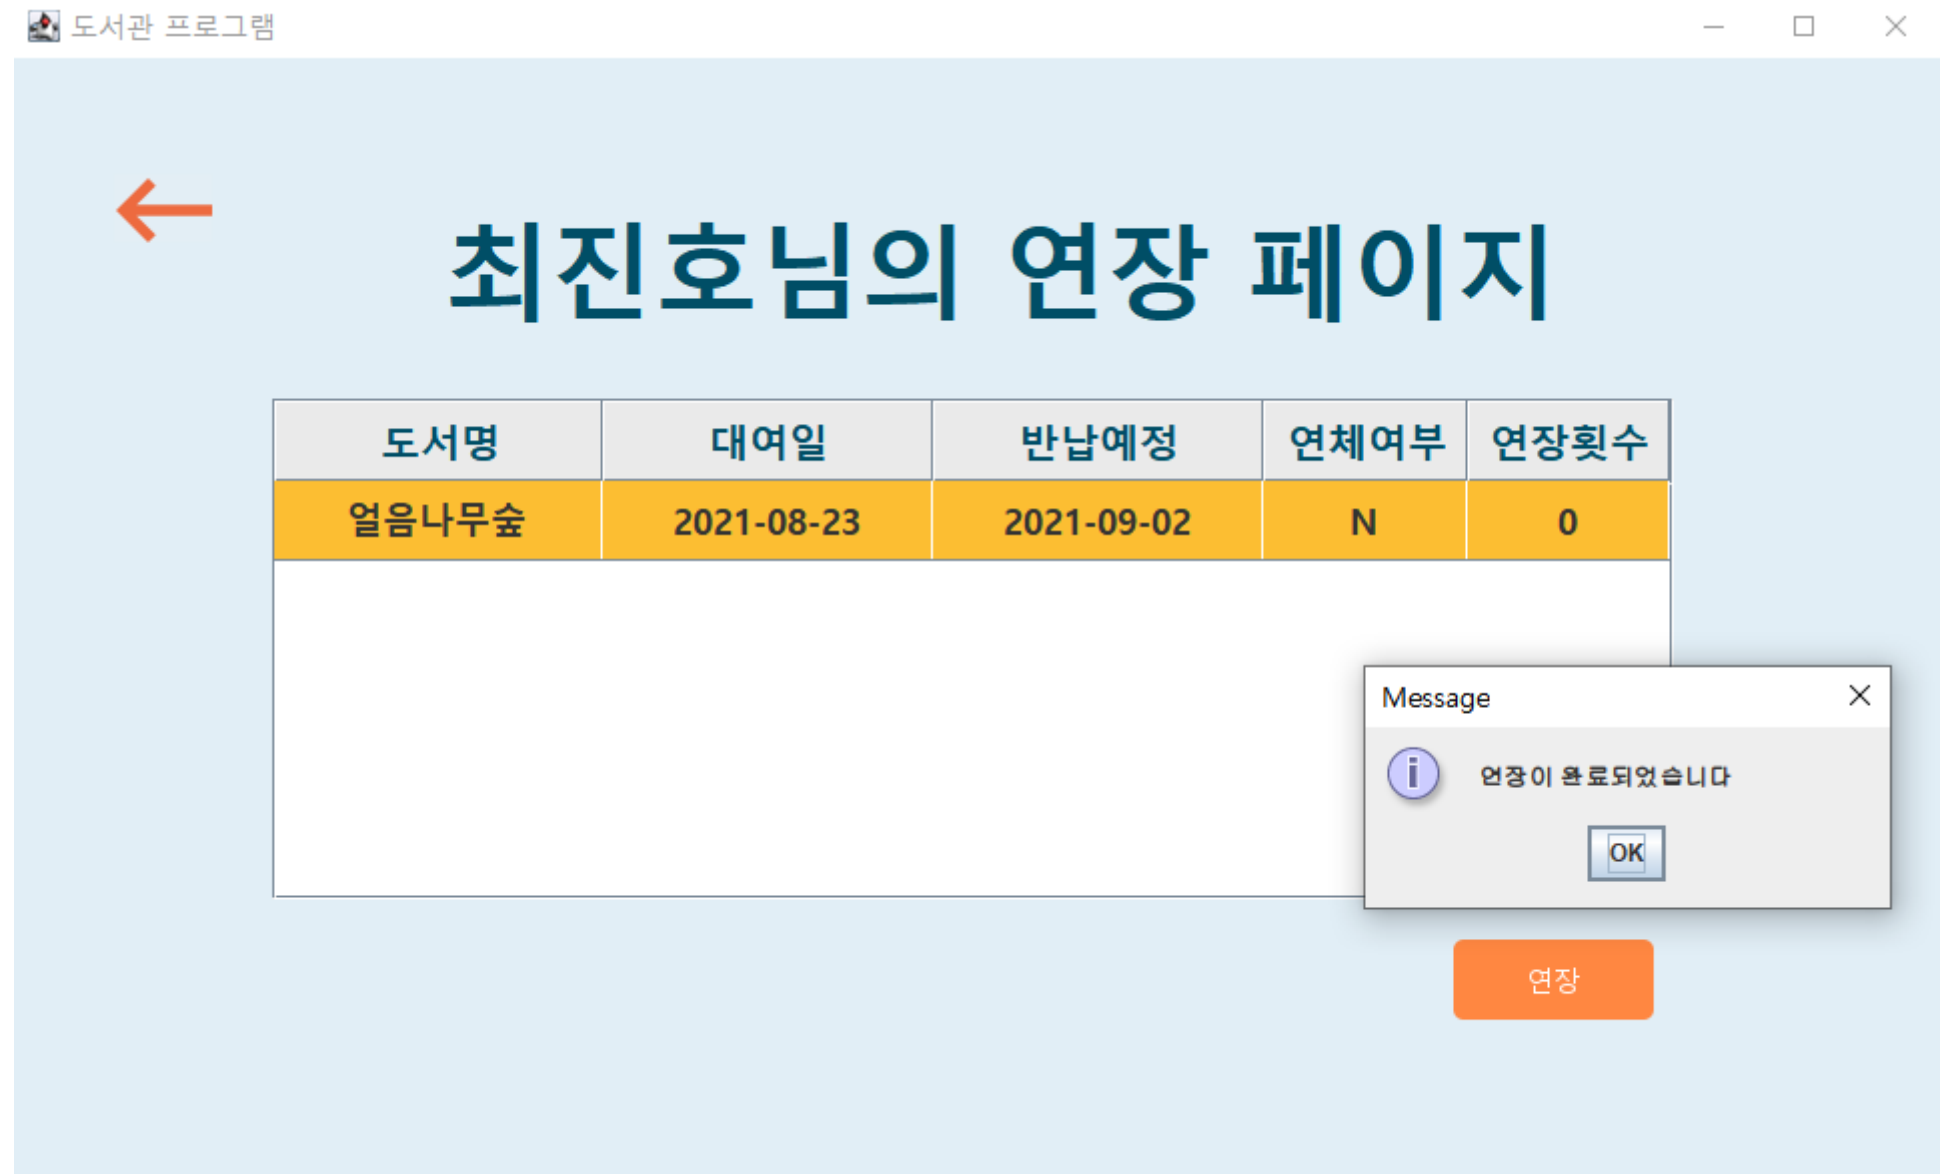 도서관 프로그램
최진호님의 연장 페이지
도서명 대여일 반납예정 연체여부 연장횟수
얼음나무숲 2021-08-23 2021-09-02 N 0
Message
연장이 완료되었습니다
OK
연장